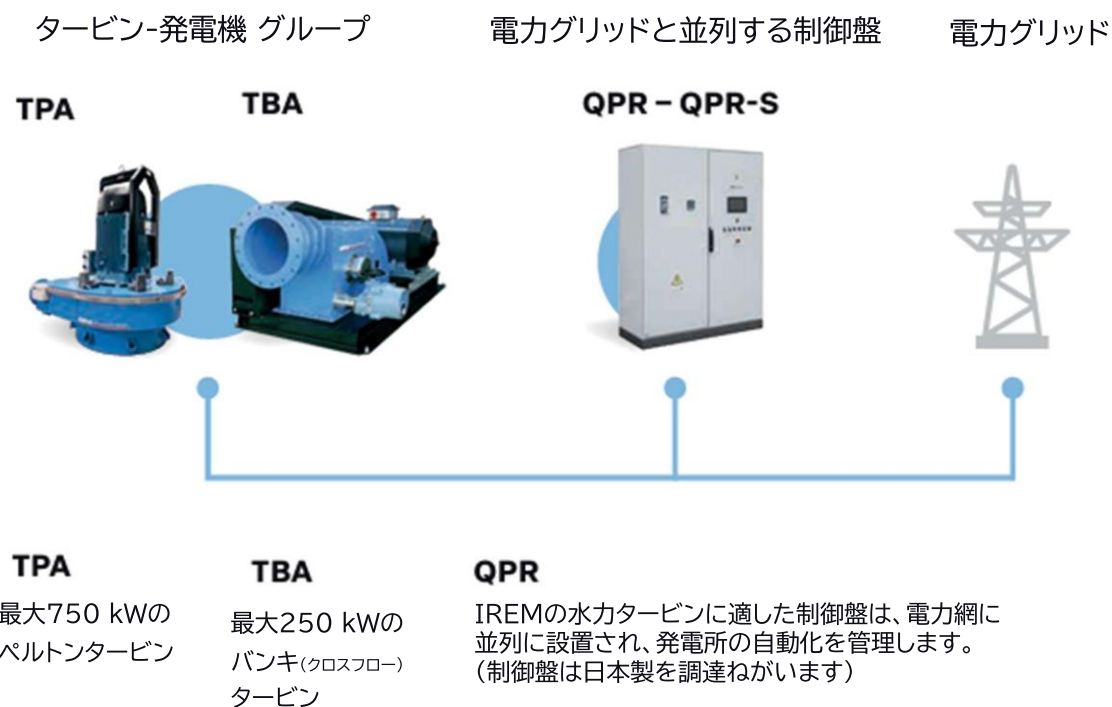 タービン-発電機 グループ
電力グリッドと並列する制御盤
電力グリッド
TPA
TBA
QPR – QPR-S
TPA
最大750 kWの
ペルトンタービン
TBA
最大250 kWの
バンキ(クロスフロー)
タービン
QPR
IREMの水力タービンに適した制御盤は、電力網に
並列に設置され、発電所の自動化を管理します。
(制御盤は日本製を調達ねがいます)